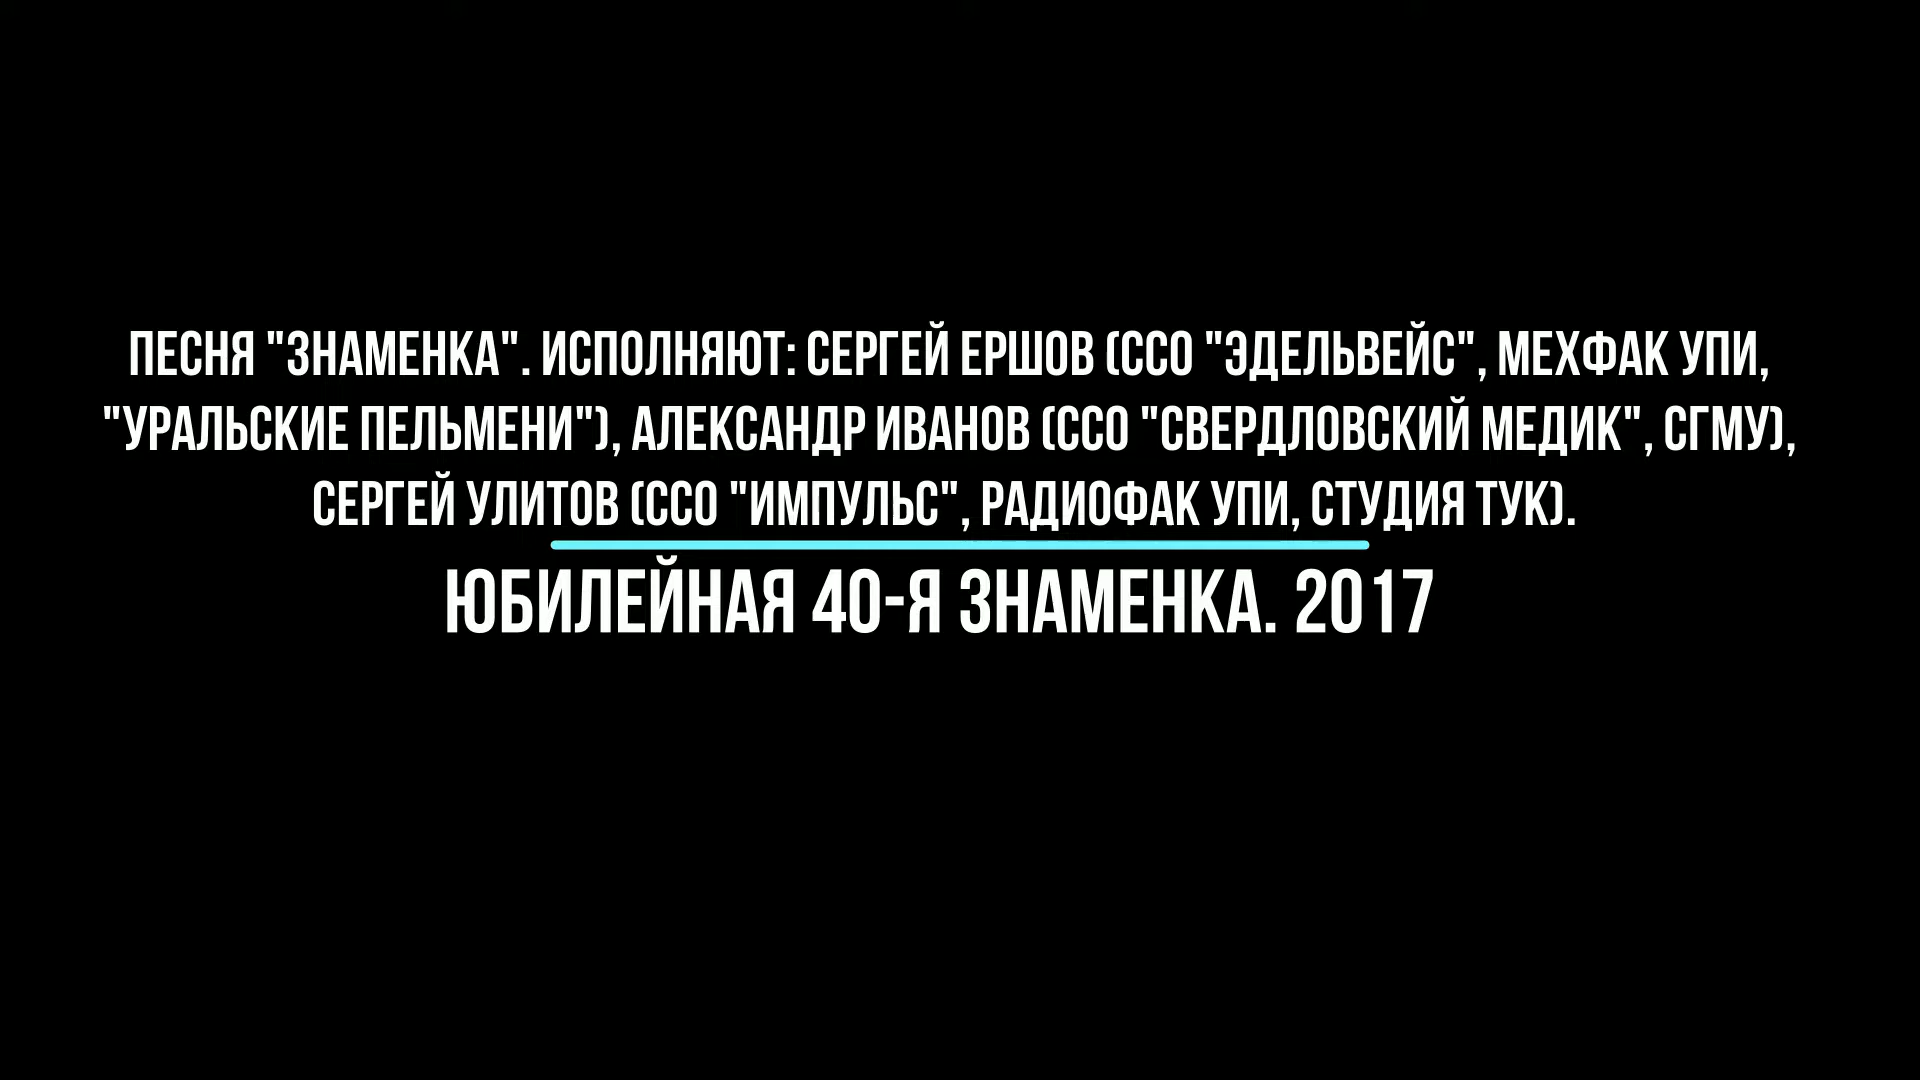 ПЕСНЯ "ЗНАМЕНКА". ИСПОЛНЯЮТ: СЕРГЕЙ ЕРШОВ (ССО "ЭДЕЛЬВЕЙС", МЕХФАК УПИ,
"УРАЛЬСКИЕ ПЕЛЬМЕНИ"), АЛЕКСАНДР ИВАНОВ (ССО "СВЕРДЛОВСКИЙ МЕДИК", СГМУ),
СЕРГЕЙ УЛИТОВ (ССО "ИМПУЛЬС", РАДИОФАК УПИ, СТУДИЯ ТУК).
ЮБИЛЕЙНАЯ 40-Я ЗНАМЕНКА. 2017